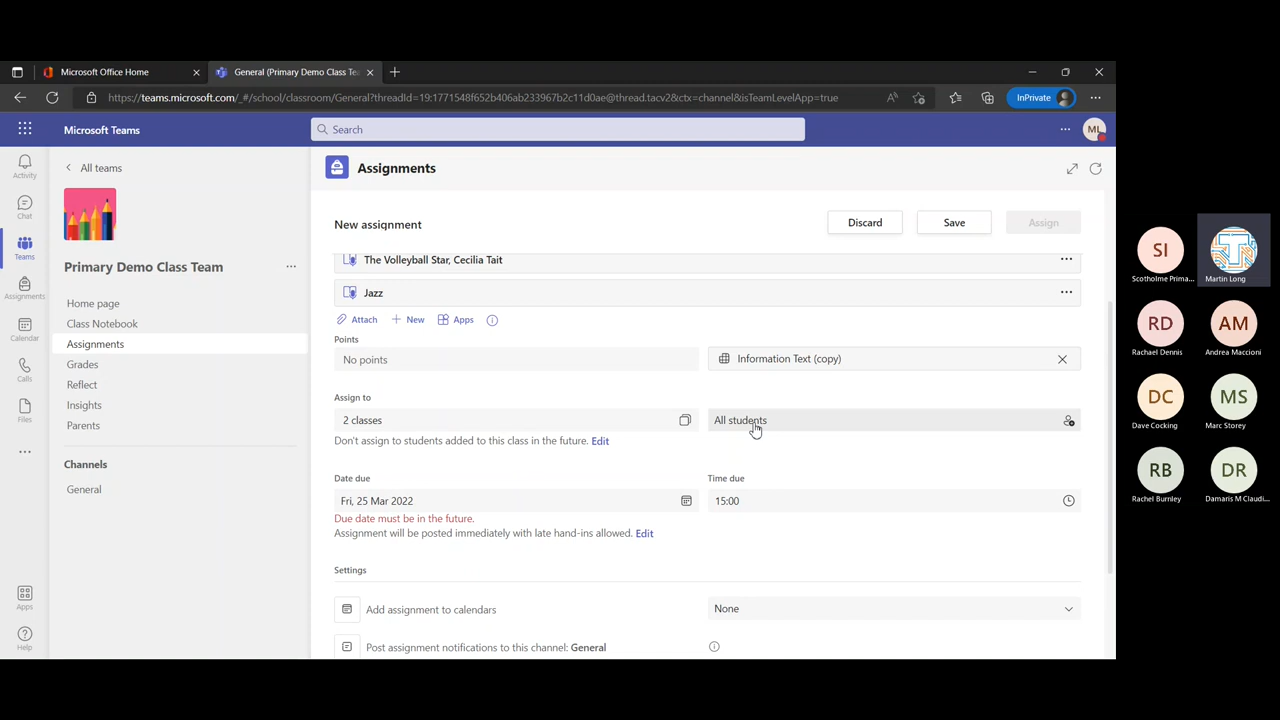 Microsoft Office Home
General (Primary Demo Class Tea
https://teams.microsoft.com/_#/school/classroom/General?threadId=19:1771548f652b406ab233967b2c11d0ae@thread.tacv2&ctx=channel&isTeamLevelApp=true
InPrivate
Microsoft Teams
Search
ML
Activity
Chat
Teams
Assignments
Calendar
Calls
Files
Apps
Help
All teams
Primary Demo Class Team
Home page
Class Notebook
Assignments
Grades
Reflect
Insights
Parents
Channels
General
Assignments
New assignment
Discard
Save
Assign
The Volleyball Star, Cecilia Tait
Jazz
Attach
New
Apps
Points
No points
Information Text (copy)
Assign to
2 classes
All students
Don't assign to students added to this class in the future. Edit
Date due
Time due
Fri, 25 Mar 2022
15:00
Due date must be in the future.
Assignment will be posted immediately with late hand-ins allowed. Edit
Settings
Add assignment to calendars
None
Post assignment notifications to this channel: General
SI
Scotholme Prima...
Martin Long
RD
Rachael Dennis
AM
Andrea Maccioni
DC
Dave Cocking
MS
Marc Storey
RB
Rachel Burnley
DR
Damaris M Claudi...